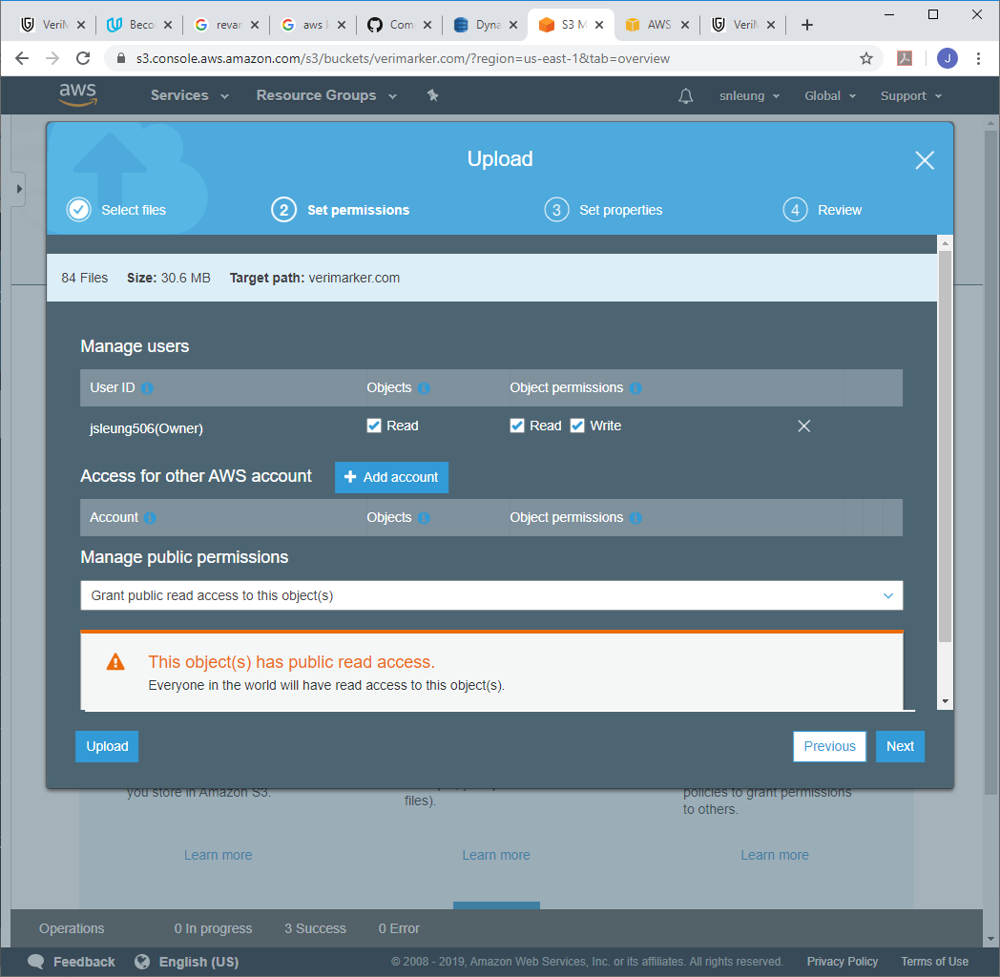 VeriM
Beco
revar
aws l
Com
Dyna
S3 M
AWS
VeriM
s3.console.aws.amazon.com/s3/buckets/verimarker.com/?region=us-east-1&tab=overview
J
aws
Services
Resource Groups
snleung
Global
Support
Upload
Select files
2 Set permissions
3 Set properties
4 Review
84 Files Size: 30.6 MB Target path: verimarker.com
Manage users
User ID Objects Object permissions
jsleung506(Owner) Read Read Write
Access for other AWS account Add account
Account Objects Object permissions
Manage public permissions
Grant public read access to this object(s)
This object(s) has public read access.
Everyone in the world will have read access to this object(s).
Upload Previous Next
you store in Amazon S3.
files).
policies to grant permissions
to others.
Learn more Learn more Learn more
Operations 0 In progress 3 Success 0 Error
Feedback English (US) © 2008 - 2019, Amazon Web Services, Inc. or its affiliates. All rights reserved. Privacy Policy Terms of Use